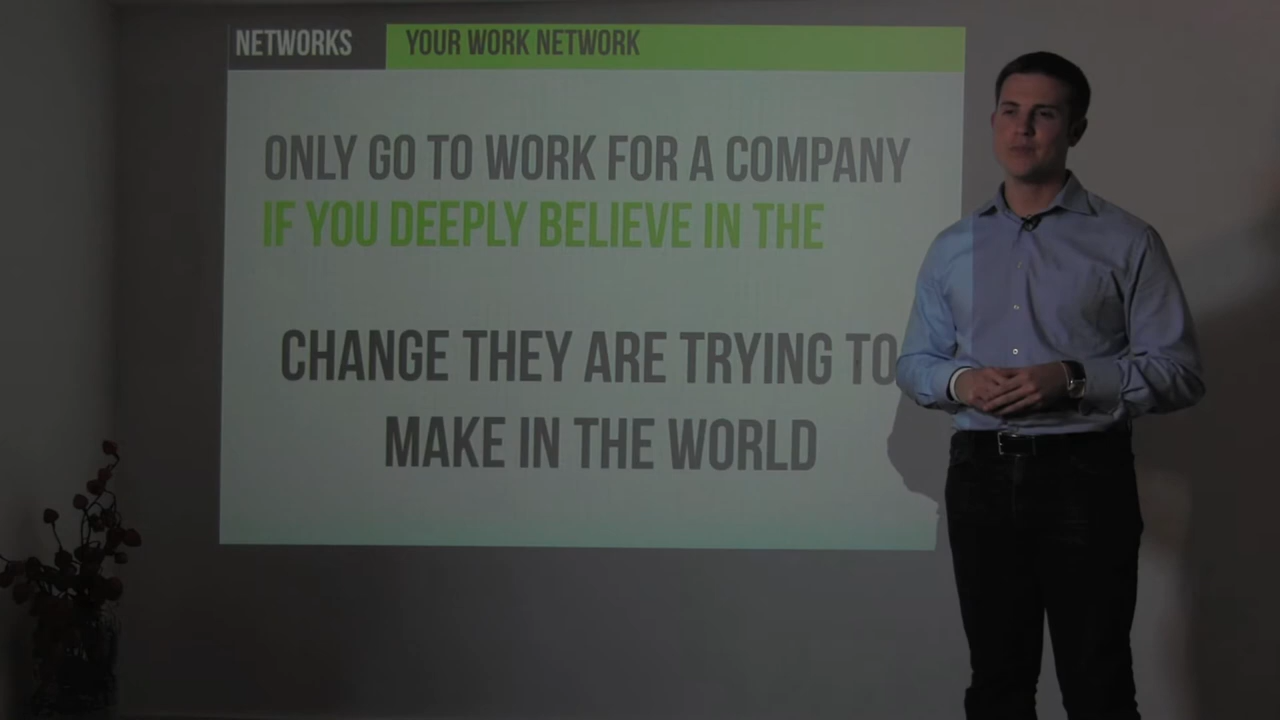 NETWORKS
YOUR WORK NETWORK
ONLY GO TO WORK FOR A COMPANY
IF YOU DEEPLY BELIEVE IN THE
CHANGE THEY ARE TRYING TO
MAKE IN THE WORLD